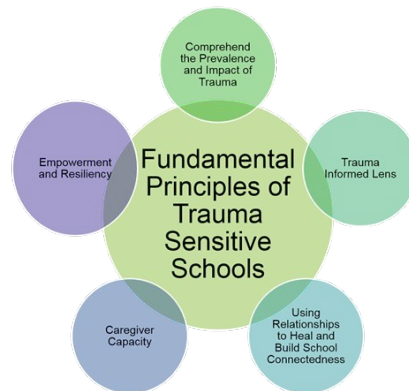 Comprehend
the Prevalence
and Impact of
Trauma
Empowerment
and Resiliency
Fundamental
Principles of
Trauma
Sensitive
Schools
Trauma
Informed Lens
Caregiver
Capacity
Using
Relationships
to Heal and
Build School
Connectedness